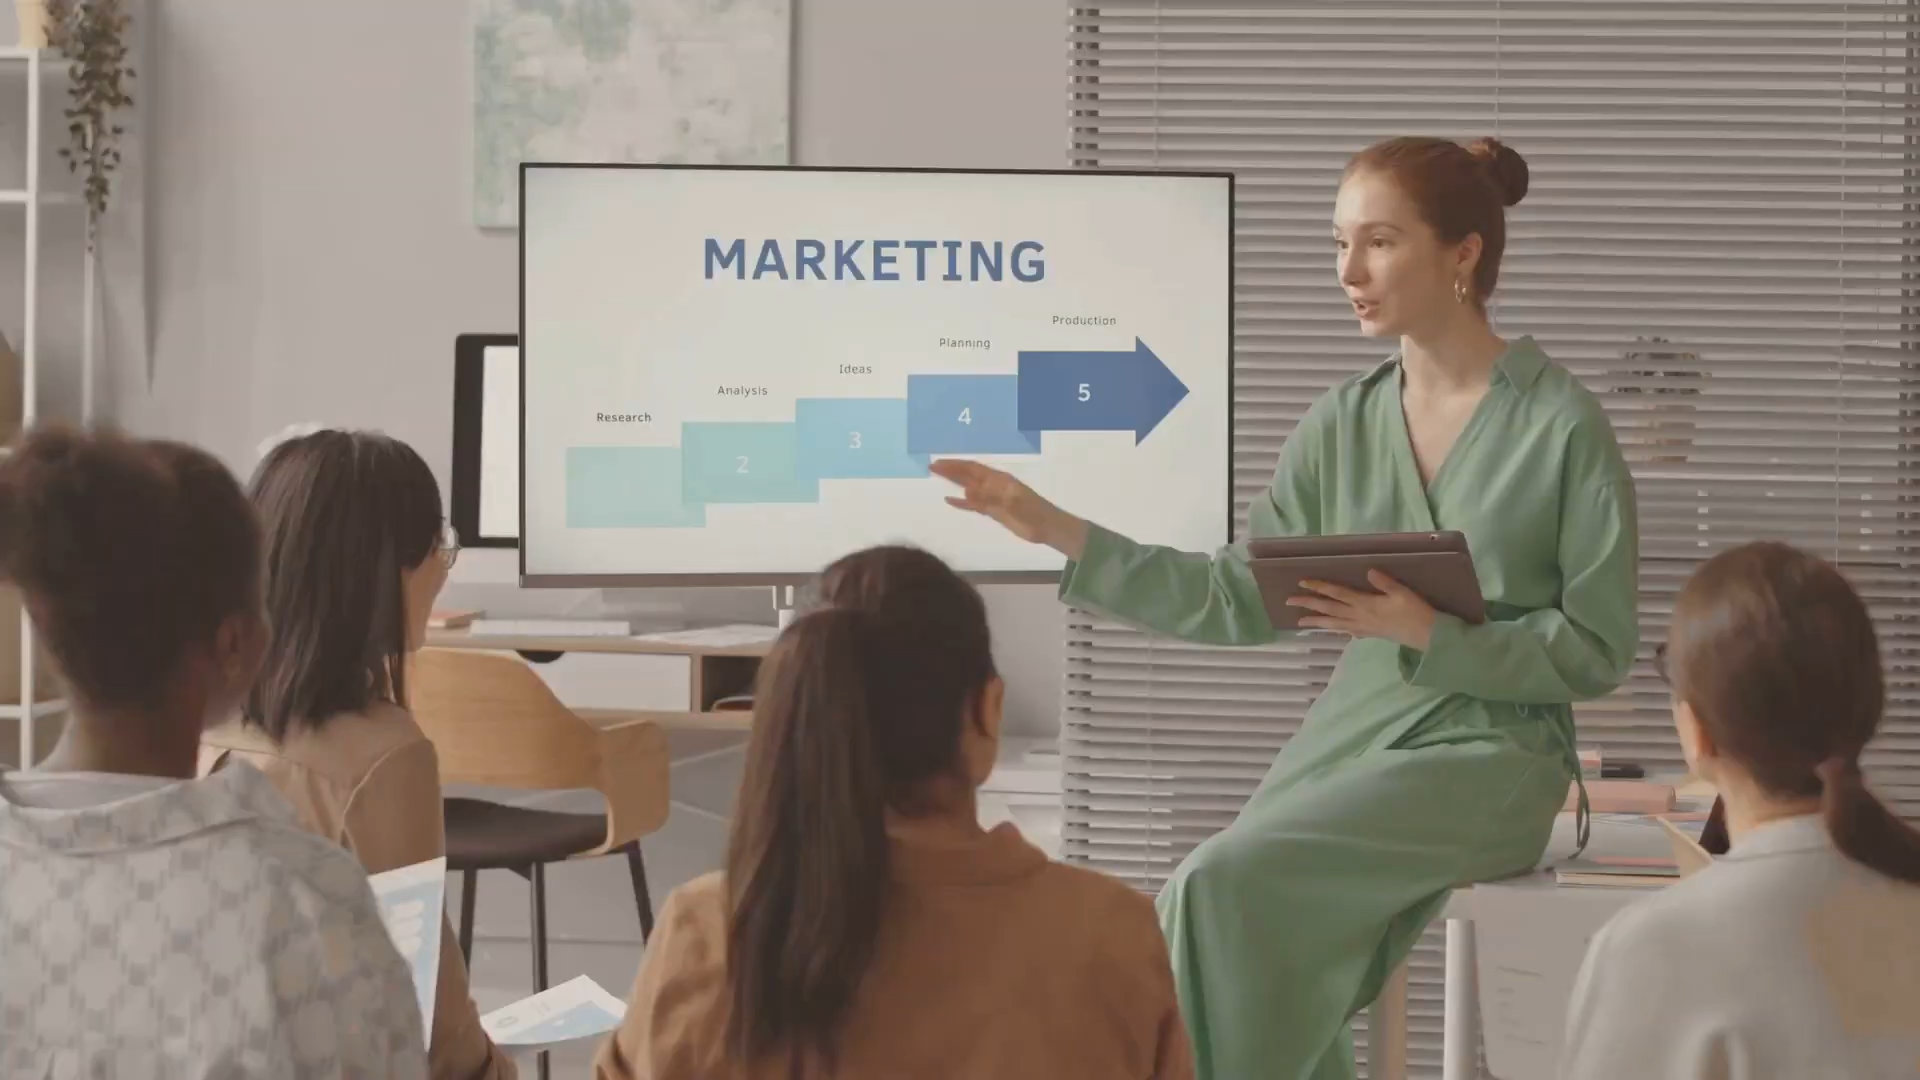 MARKETING
Production
Planning
Ideas
Analysis
Research
5
4
3
2